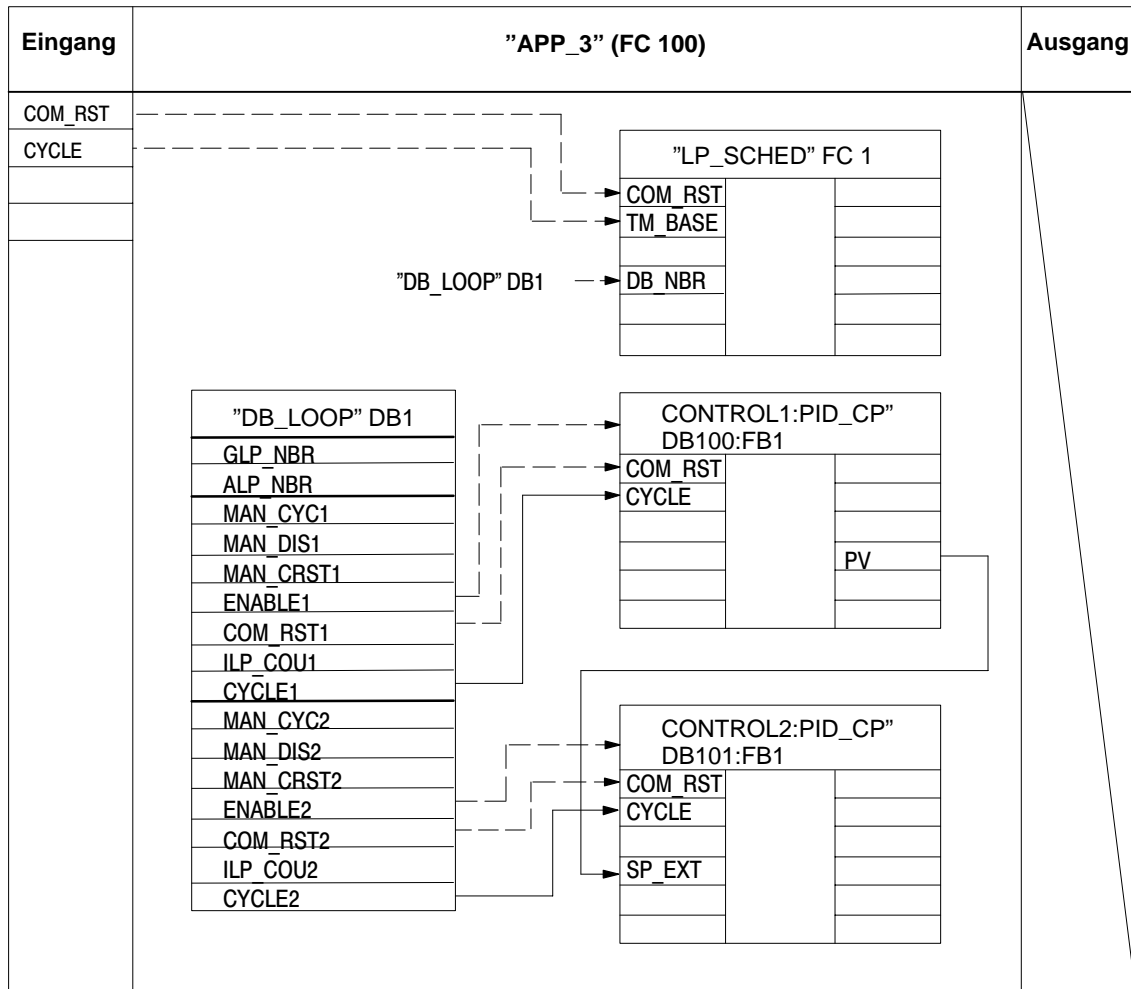 Eingang
”APP_3” (FC 100)
Ausgang
COM_RST
CYCLE
”LP_SCHED” FC 1
COM_RST
TM_BASE
”DB_LOOP” DB1
DB_NBR
”DB_LOOP” DB1
GLP_NBR
ALP_NBR
MAN_CYC1
MAN_DIS1
MAN_CRST1
ENABLE1
COM_RST1
ILP_COU1
CYCLE1
MAN_CYC2
MAN_DIS2
MAN_CRST2
ENABLE2
COM_RST2
ILP_COU2
CYCLE2
CONTROL1:PID_CP”
DB100:FB1
COM_RST
CYCLE
PV
CONTROL2:PID_CP”
DB101:FB1
COM_RST
CYCLE
SP_EXT